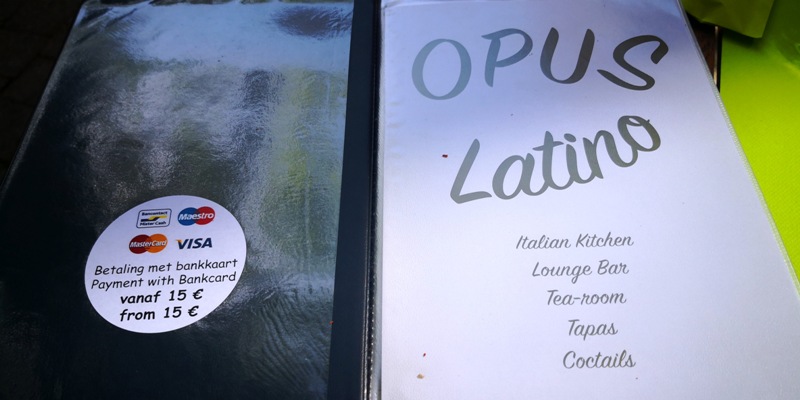 Bancontact
Mister Cash
Maestro
MasterCard
VISA
Betaling met bankkaart
Payment with Bankcard
vanaf 15 €
from 15 €
OPUS
Latino
Italian Kitchen
Lounge Bar
Tea-room
Tapas
Coctails